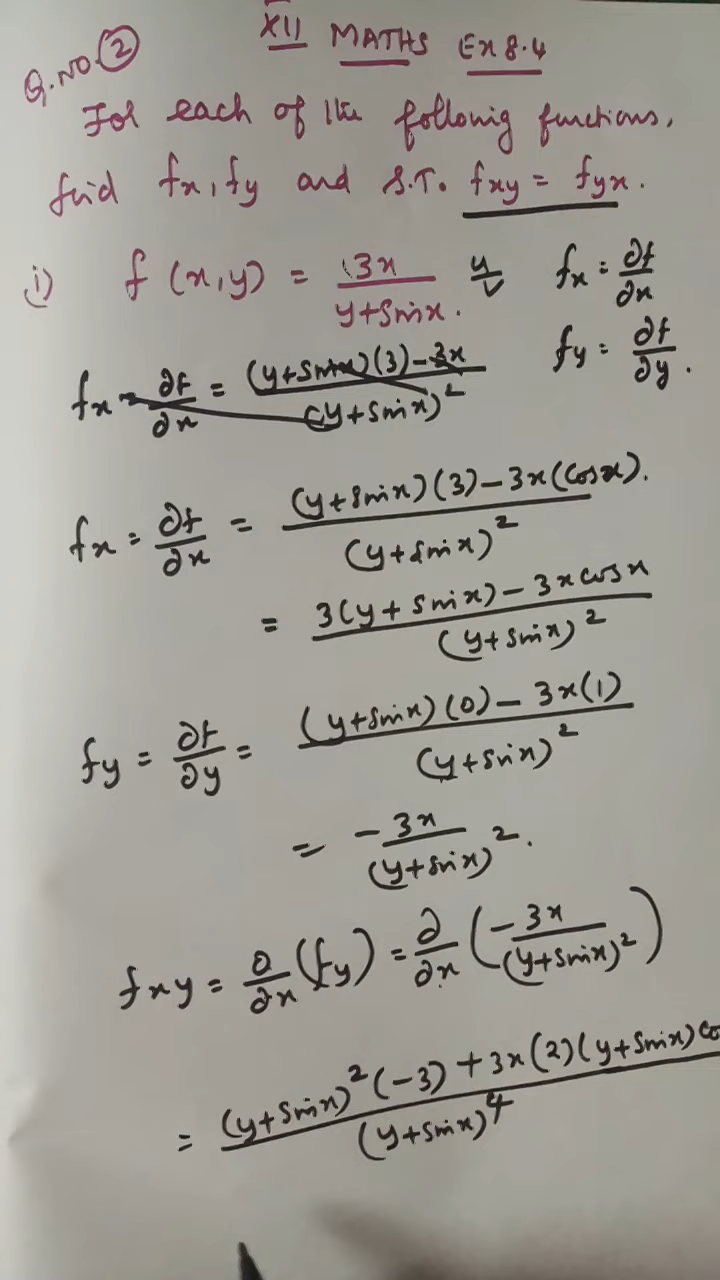 XII MATHS Ex 8.4
Q.NO. 2
For each of the following functions,
find fx, fy and S.T. fxy = fyx.
i) f(x,y) = 3x / y+sinx. fx = ∂f/∂x
fy = ∂f/∂y.
fx = ∂f/∂x = (y+sinx)(3)-3x / (y+sinx)²
fx = ∂f/∂x = (y+sinx)(3)-3x(cosx). / (y+sinx)²
= 3(y+sinx)-3x cosx / (y+sinx)²
fy = ∂f/∂y = (y+sinx)(0)-3x(1) / (y+sinx)²
= -3x / (y+sinx)².
fxy = ∂/∂x (fy) = ∂/∂x (-3x / (y+sinx)²)
= (y+sinx)²(-3)+3x(2)(y+sinx)co / (y+sinx)⁴